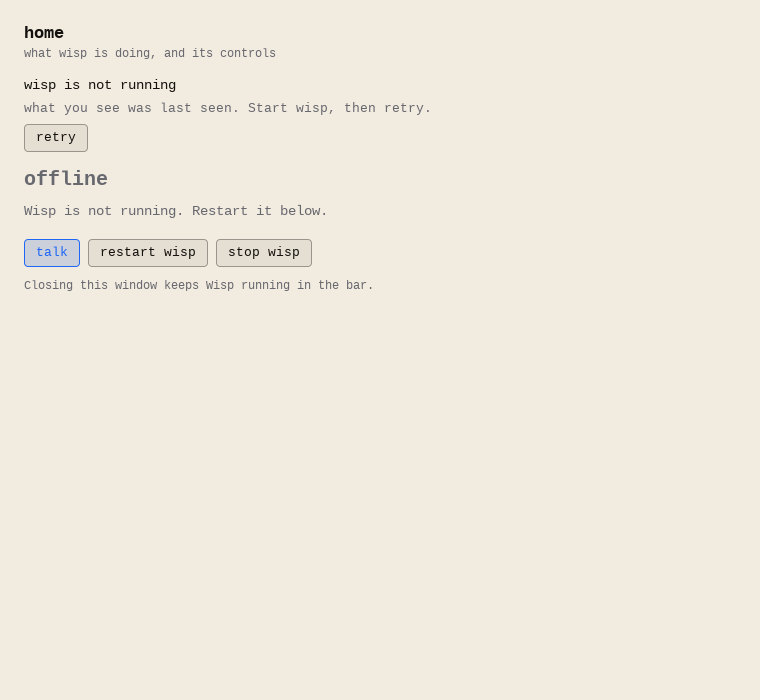 home
what wisp is doing, and its controls
wisp is not running
what you see was last seen. Start wisp, then retry.
retry
offline
Wisp is not running. Restart it below.
talk restart wisp stop wisp
Closing this window keeps Wisp running in the bar.